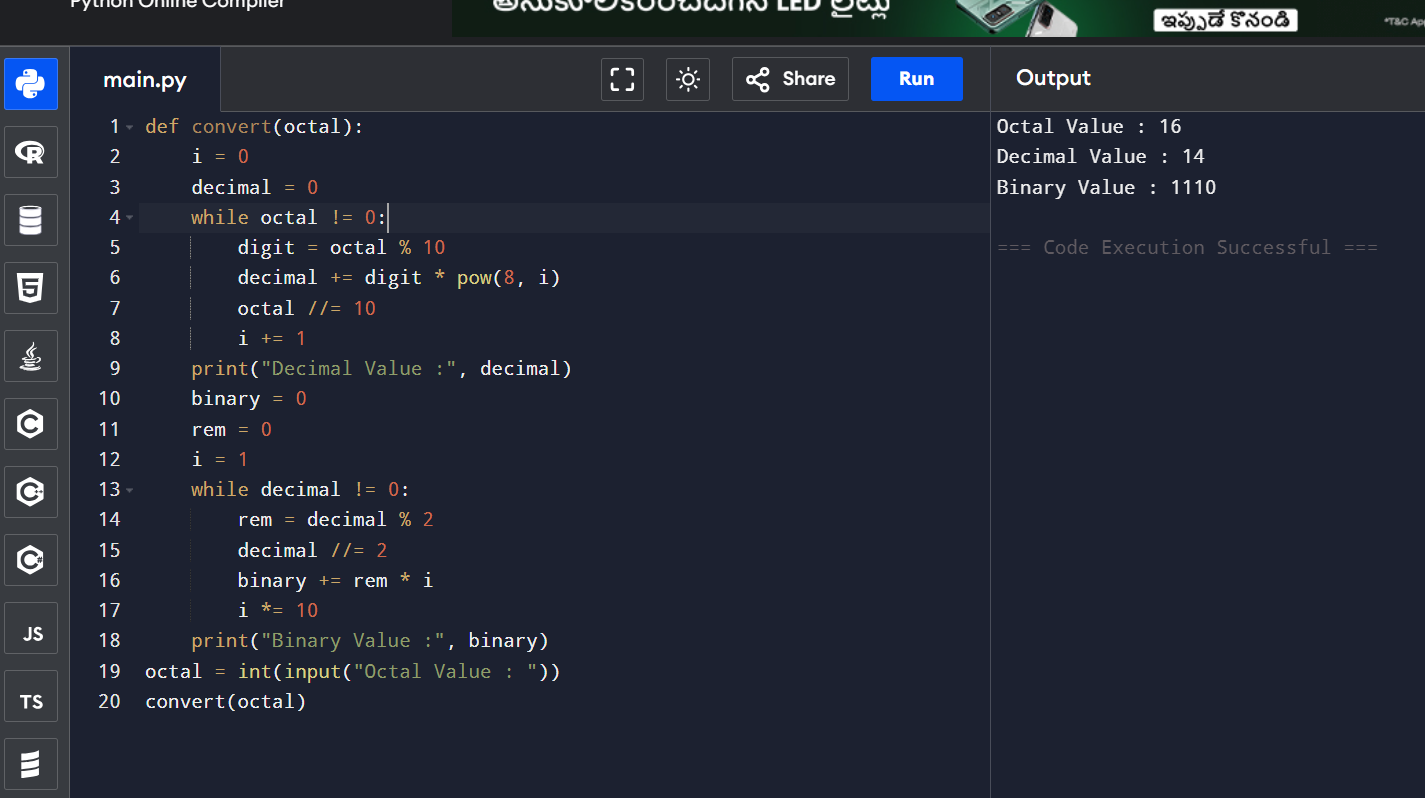 Python Online Compiler
అనుకూలీకరించదగిన LED లైట్లు
ఇప్పుడే కొనండి
main.py
Share
Run
Output
1 def convert(octal):
2     i = 0
3     decimal = 0
4     while octal != 0:
5         digit = octal % 10
6         decimal += digit * pow(8, i)
7         octal //= 10
8         i += 1
9     print("Decimal Value :", decimal)
10     binary = 0
11     rem = 0
12     i = 1
13     while decimal != 0:
14         rem = decimal % 2
15         decimal //= 2
16         binary += rem * i
17         i *= 10
18     print("Binary Value :", binary)
19 octal = int(input("Octal Value : "))
20 convert(octal)
Octal Value : 16
Decimal Value : 14
Binary Value : 1110
=== Code Execution Successful ===
JS
TS